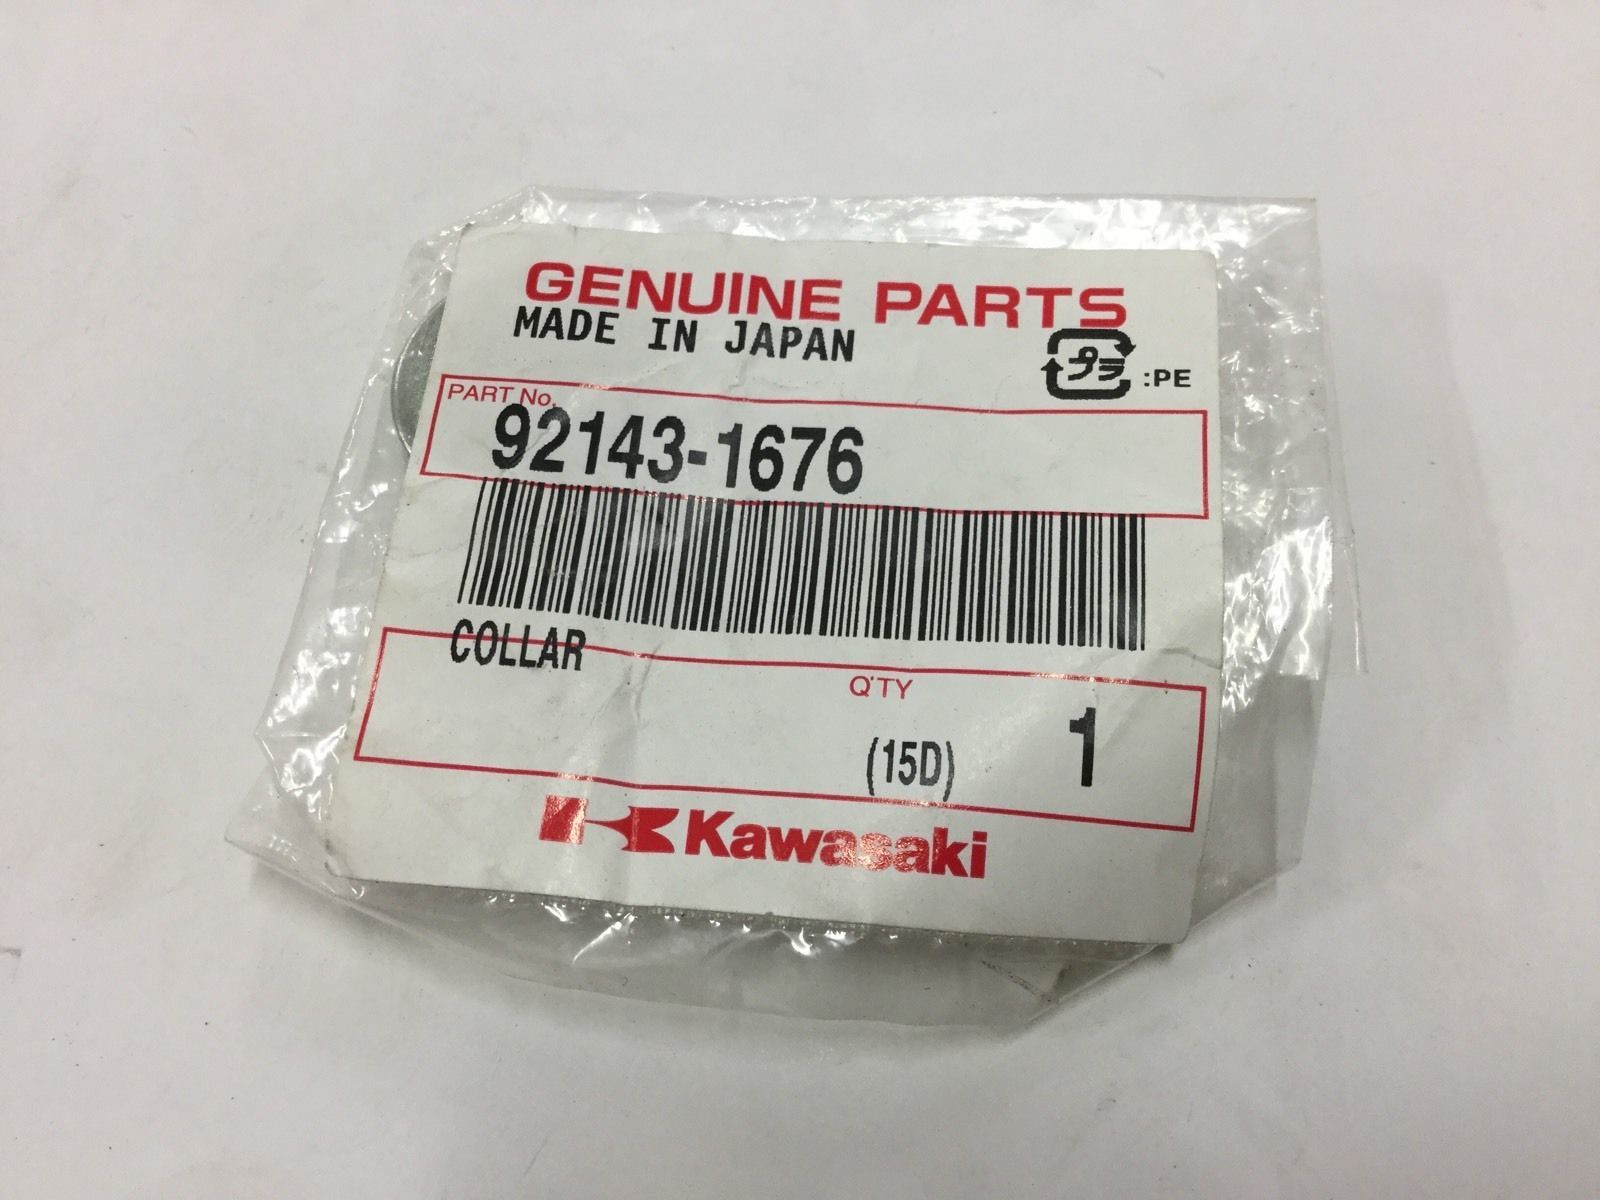 GENUINE PARTS
MADE IN JAPAN
プラ :PE
PART No.
92143-1676
COLLAR
Q'TY
(15D) 1
Kawasaki